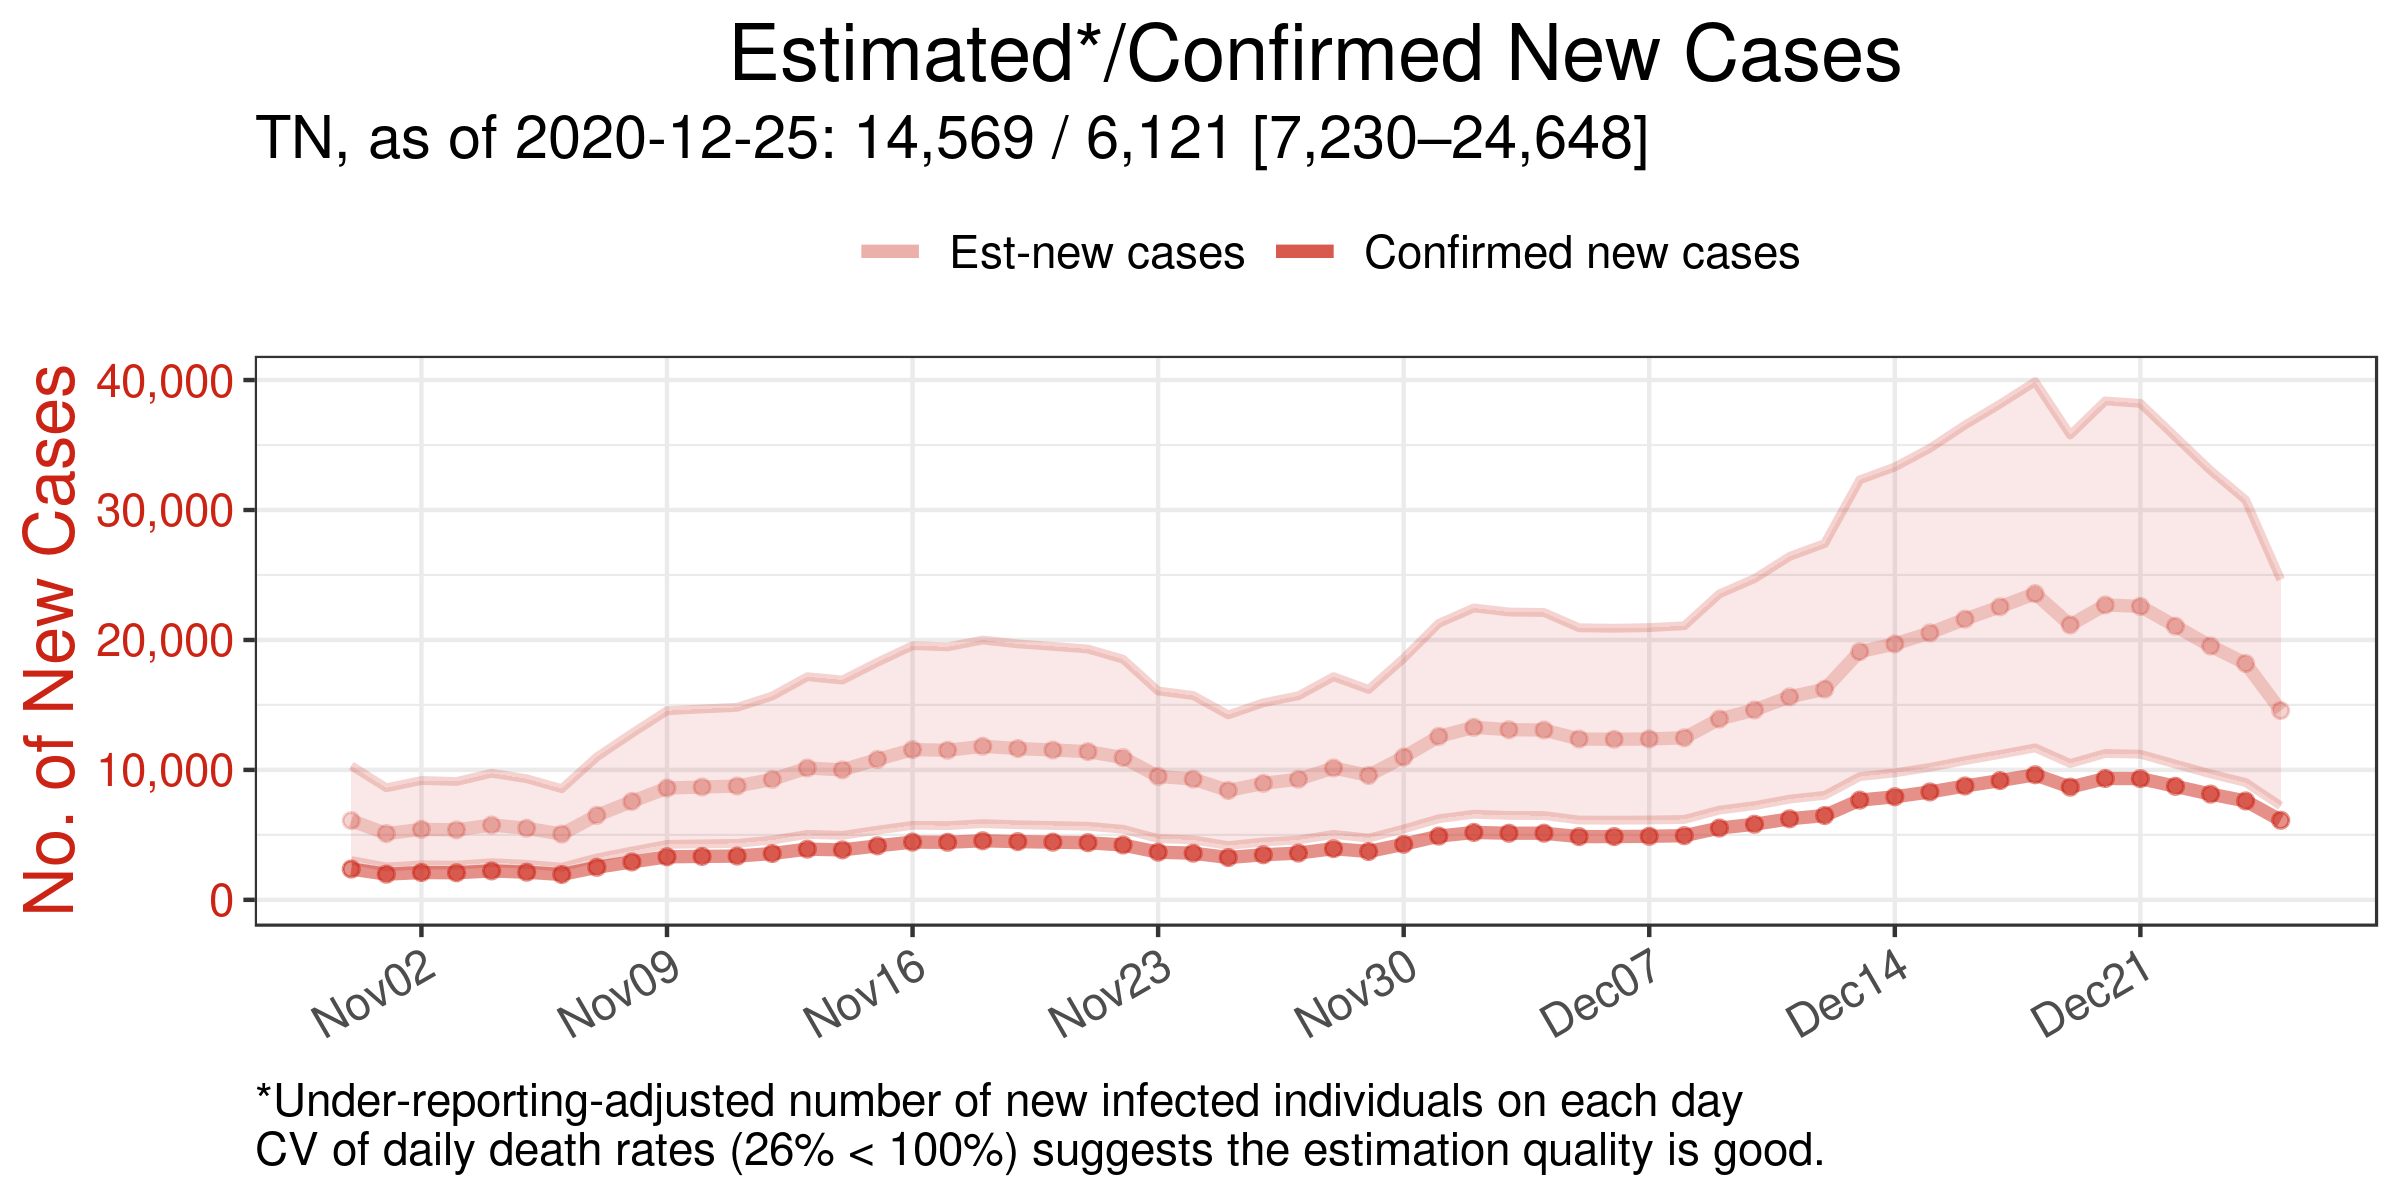 Estimated*/Confirmed New Cases
TN, as of 2020-12-25: 14,569 / 6,121 [7,230–24,648]
Est-new cases
Confirmed new cases
No. of New Cases
40,000
30,000
20,000
10,000
0
Nov02
Nov09
Nov16
Nov23
Nov30
Dec07
Dec14
Dec21
*Under-reporting-adjusted number of new infected individuals on each day
CV of daily death rates (26% < 100%) suggests the estimation quality is good.